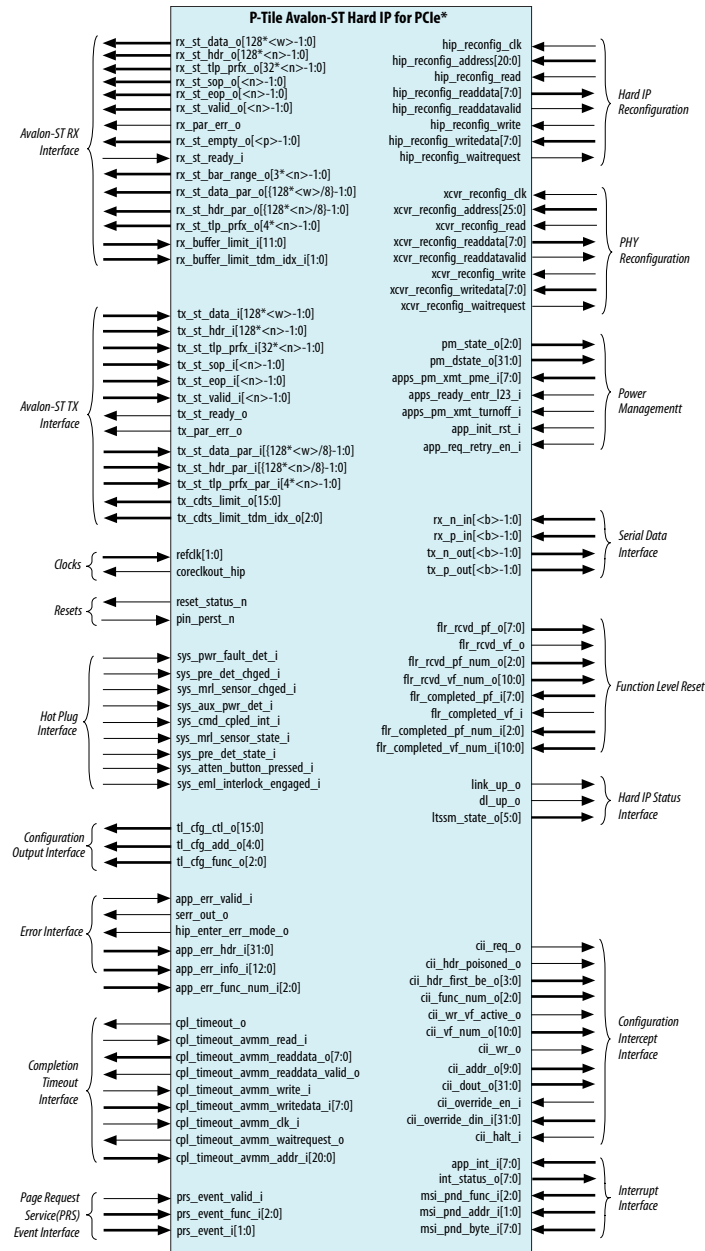 P-Tile Avalon-ST Hard IP for PCIe*
Avalon-ST RX
Interface
rx_st_data_o[128*<w>-1:0]
rx_st_hdr_o[128*<n>-1:0]
rx_st_tlp_prfx_o[32*<n>-1:0]
rx_st_sop_o[<n>-1:0]
rx_st_eop_o[<n>-1:0]
rx_st_valid_o[<n>-1:0]
rx_par_err_o
rx_st_empty_o[<p>-1:0]
rx_st_ready_i
rx_st_bar_range_o[3*<n>-1:0]
rx_st_data_par_o[{128*<w>/8}-1:0]
rx_st_hdr_par_o[{128*<n>/8}-1:0]
rx_st_tlp_prfx_o[4*<n>-1:0]
rx_buffer_limit_i[11:0]
rx_buffer_limit_tdm_idx_i[1:0]
Avalon-ST TX
Interface
tx_st_data_i[128*<w>-1:0]
tx_st_hdr_i[128*<n>-1:0]
tx_st_tlp_prfx_i[32*<n>-1:0]
tx_st_sop_i[<n>-1:0]
tx_st_eop_i[<n>-1:0]
tx_st_valid_i[<n>-1:0]
tx_st_ready_o
tx_par_err_o
tx_st_data_par_i[{128*<w>/8}-1:0]
tx_st_hdr_par_i[{128*<n>/8}-1:0]
tx_st_tlp_prfx_par_i[4*<n>-1:0]
tx_cdts_limit_o[15:0]
tx_cdts_limit_tdm_idx_o[2:0]
Clocks
refclk[1:0]
coreclkout_hip
Resets
reset_status_n
pin_perst_n
Hot Plug
Interface
sys_pwr_fault_det_i
sys_pre_det_chged_i
sys_mrl_sensor_chged_i
sys_aux_pwr_det_i
sys_cmd_cpled_int_i
sys_mrl_sensor_state_i
sys_pre_det_state_i
sys_atten_button_pressed_i
sys_eml_interlock_engaged_i
Configuration
Output Interface
tl_cfg_ctl_o[15:0]
tl_cfg_add_o[4:0]
tl_cfg_func_o[2:0]
Error Interface
app_err_valid_i
serr_out_o
hip_enter_err_mode_o
app_err_hdr_i[31:0]
app_err_info_i[12:0]
app_err_func_num_i[2:0]
Completion
Timeout
Interface
cpl_timeout_o
cpl_timeout_avmm_read_i
cpl_timeout_avmm_readdata_o[7:0]
cpl_timeout_avmm_readdata_valid_o
cpl_timeout_avmm_write_i
cpl_timeout_avmm_writedata_i[7:0]
cpl_timeout_avmm_clk_i
cpl_timeout_avmm_waitrequest_o
cpl_timeout_avmm_addr_i[20:0]
Page Request
Service(PRS)
Event Interface
prs_event_valid_i
prs_event_func_i[2:0]
prs_event_i[1:0]
hip_reconfig_clk
hip_reconfig_address[20:0]
hip_reconfig_read
hip_reconfig_readdata[7:0]
hip_reconfig_readdatavalid
hip_reconfig_write
hip_reconfig_writedata[7:0]
hip_reconfig_waitrequest
Hard IP
Reconfiguration
xcvr_reconfig_clk
xcvr_reconfig_address[25:0]
xcvr_reconfig_read
xcvr_reconfig_readdata[7:0]
xcvr_reconfig_readdatavalid
xcvr_reconfig_write
xcvr_reconfig_writedata[7:0]
xcvr_reconfig_waitrequest
PHY
Reconfiguration
pm_state_o[2:0]
pm_dstate_o[31:0]
apps_pm_xmt_pme_i[7:0]
apps_ready_entr_l23_i
apps_pm_xmt_turnoff_i
app_init_rst_i
app_req_retry_en_i
Power
Managementt
rx_n_in[<b>-1:0]
rx_p_in[<b>-1:0]
tx_n_out[<b>-1:0]
tx_p_out[<b>-1:0]
Serial Data
Interface
flr_rcvd_pf_o[7:0]
flr_rcvd_vf_o
flr_rcvd_pf_num_o[2:0]
flr_rcvd_vf_num_o[10:0]
flr_completed_pf_i[7:0]
flr_completed_vf_i
flr_completed_pf_num_i[2:0]
flr_completed_vf_num_i[10:0]
Function Level Reset
link_up_o
dl_up_o
ltssm_state_o[5:0]
Hard IP Status
Interface
cii_req_o
cii_hdr_poisoned_o
cii_hdr_first_be_o[3:0]
cii_func_num_o[2:0]
cii_wr_vf_active_o
cii_vf_num_o[10:0]
cii_wr_o
cii_addr_o[9:0]
cii_dout_o[31:0]
cii_override_en_i
cii_override_din_i[31:0]
cii_halt_i
Configuration
Intercept
Interface
app_int_i[7:0]
int_status_o[7:0]
msi_pnd_func_i[2:0]
msi_pnd_addr_i[1:0]
msi_pnd_byte_i[7:0]
Interrupt
Interface